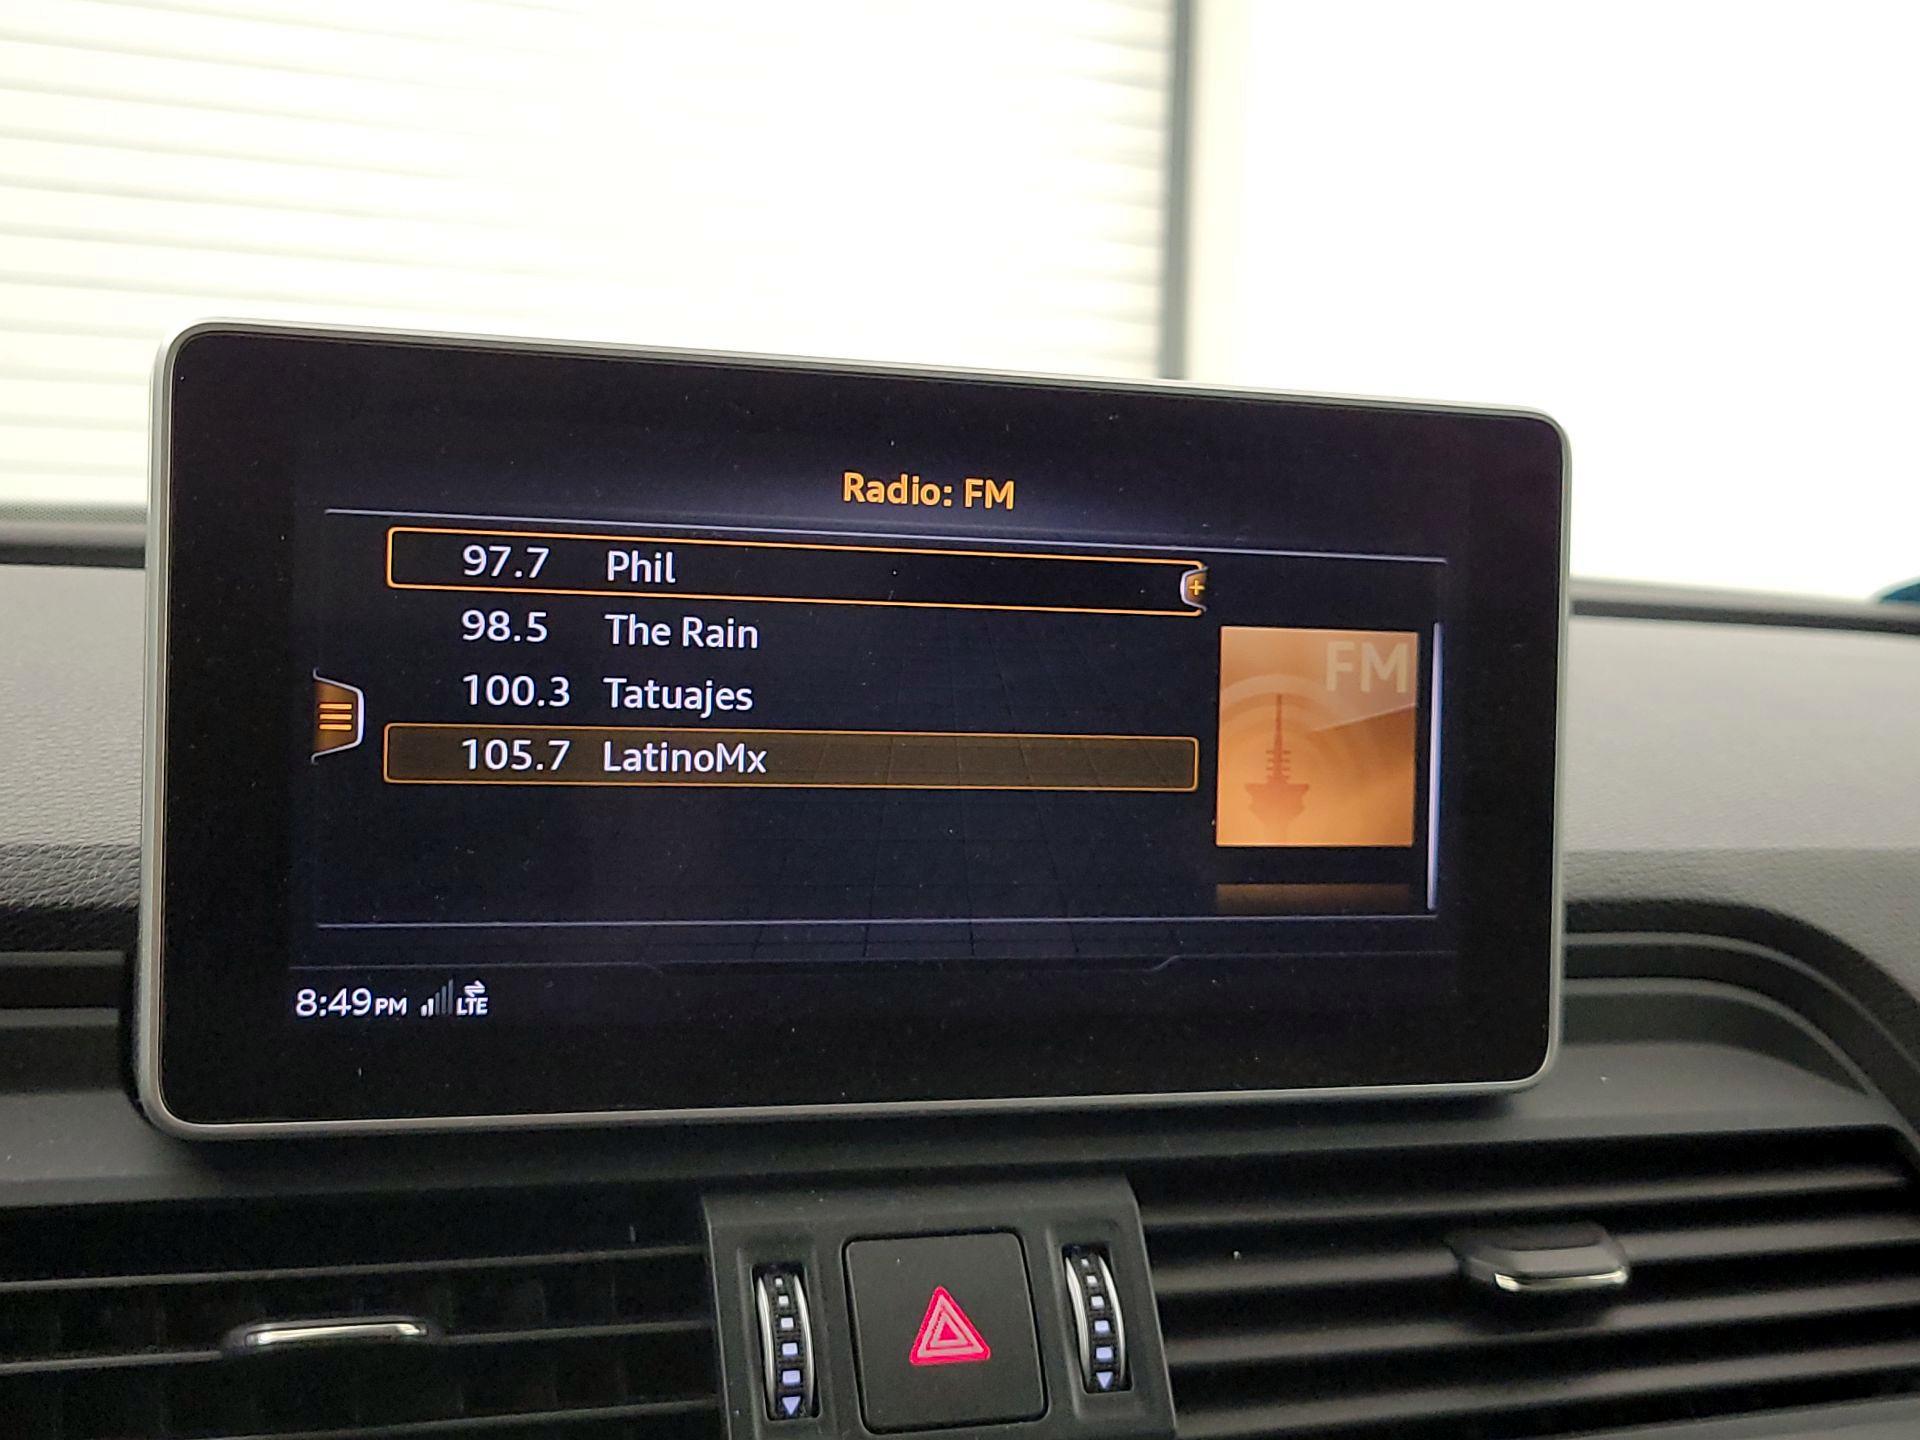 Radio: FM
97.7 Phil
98.5 The Rain
100.3 Tatuajes
105.7 LatinoMx
FM
8:49PM LTE